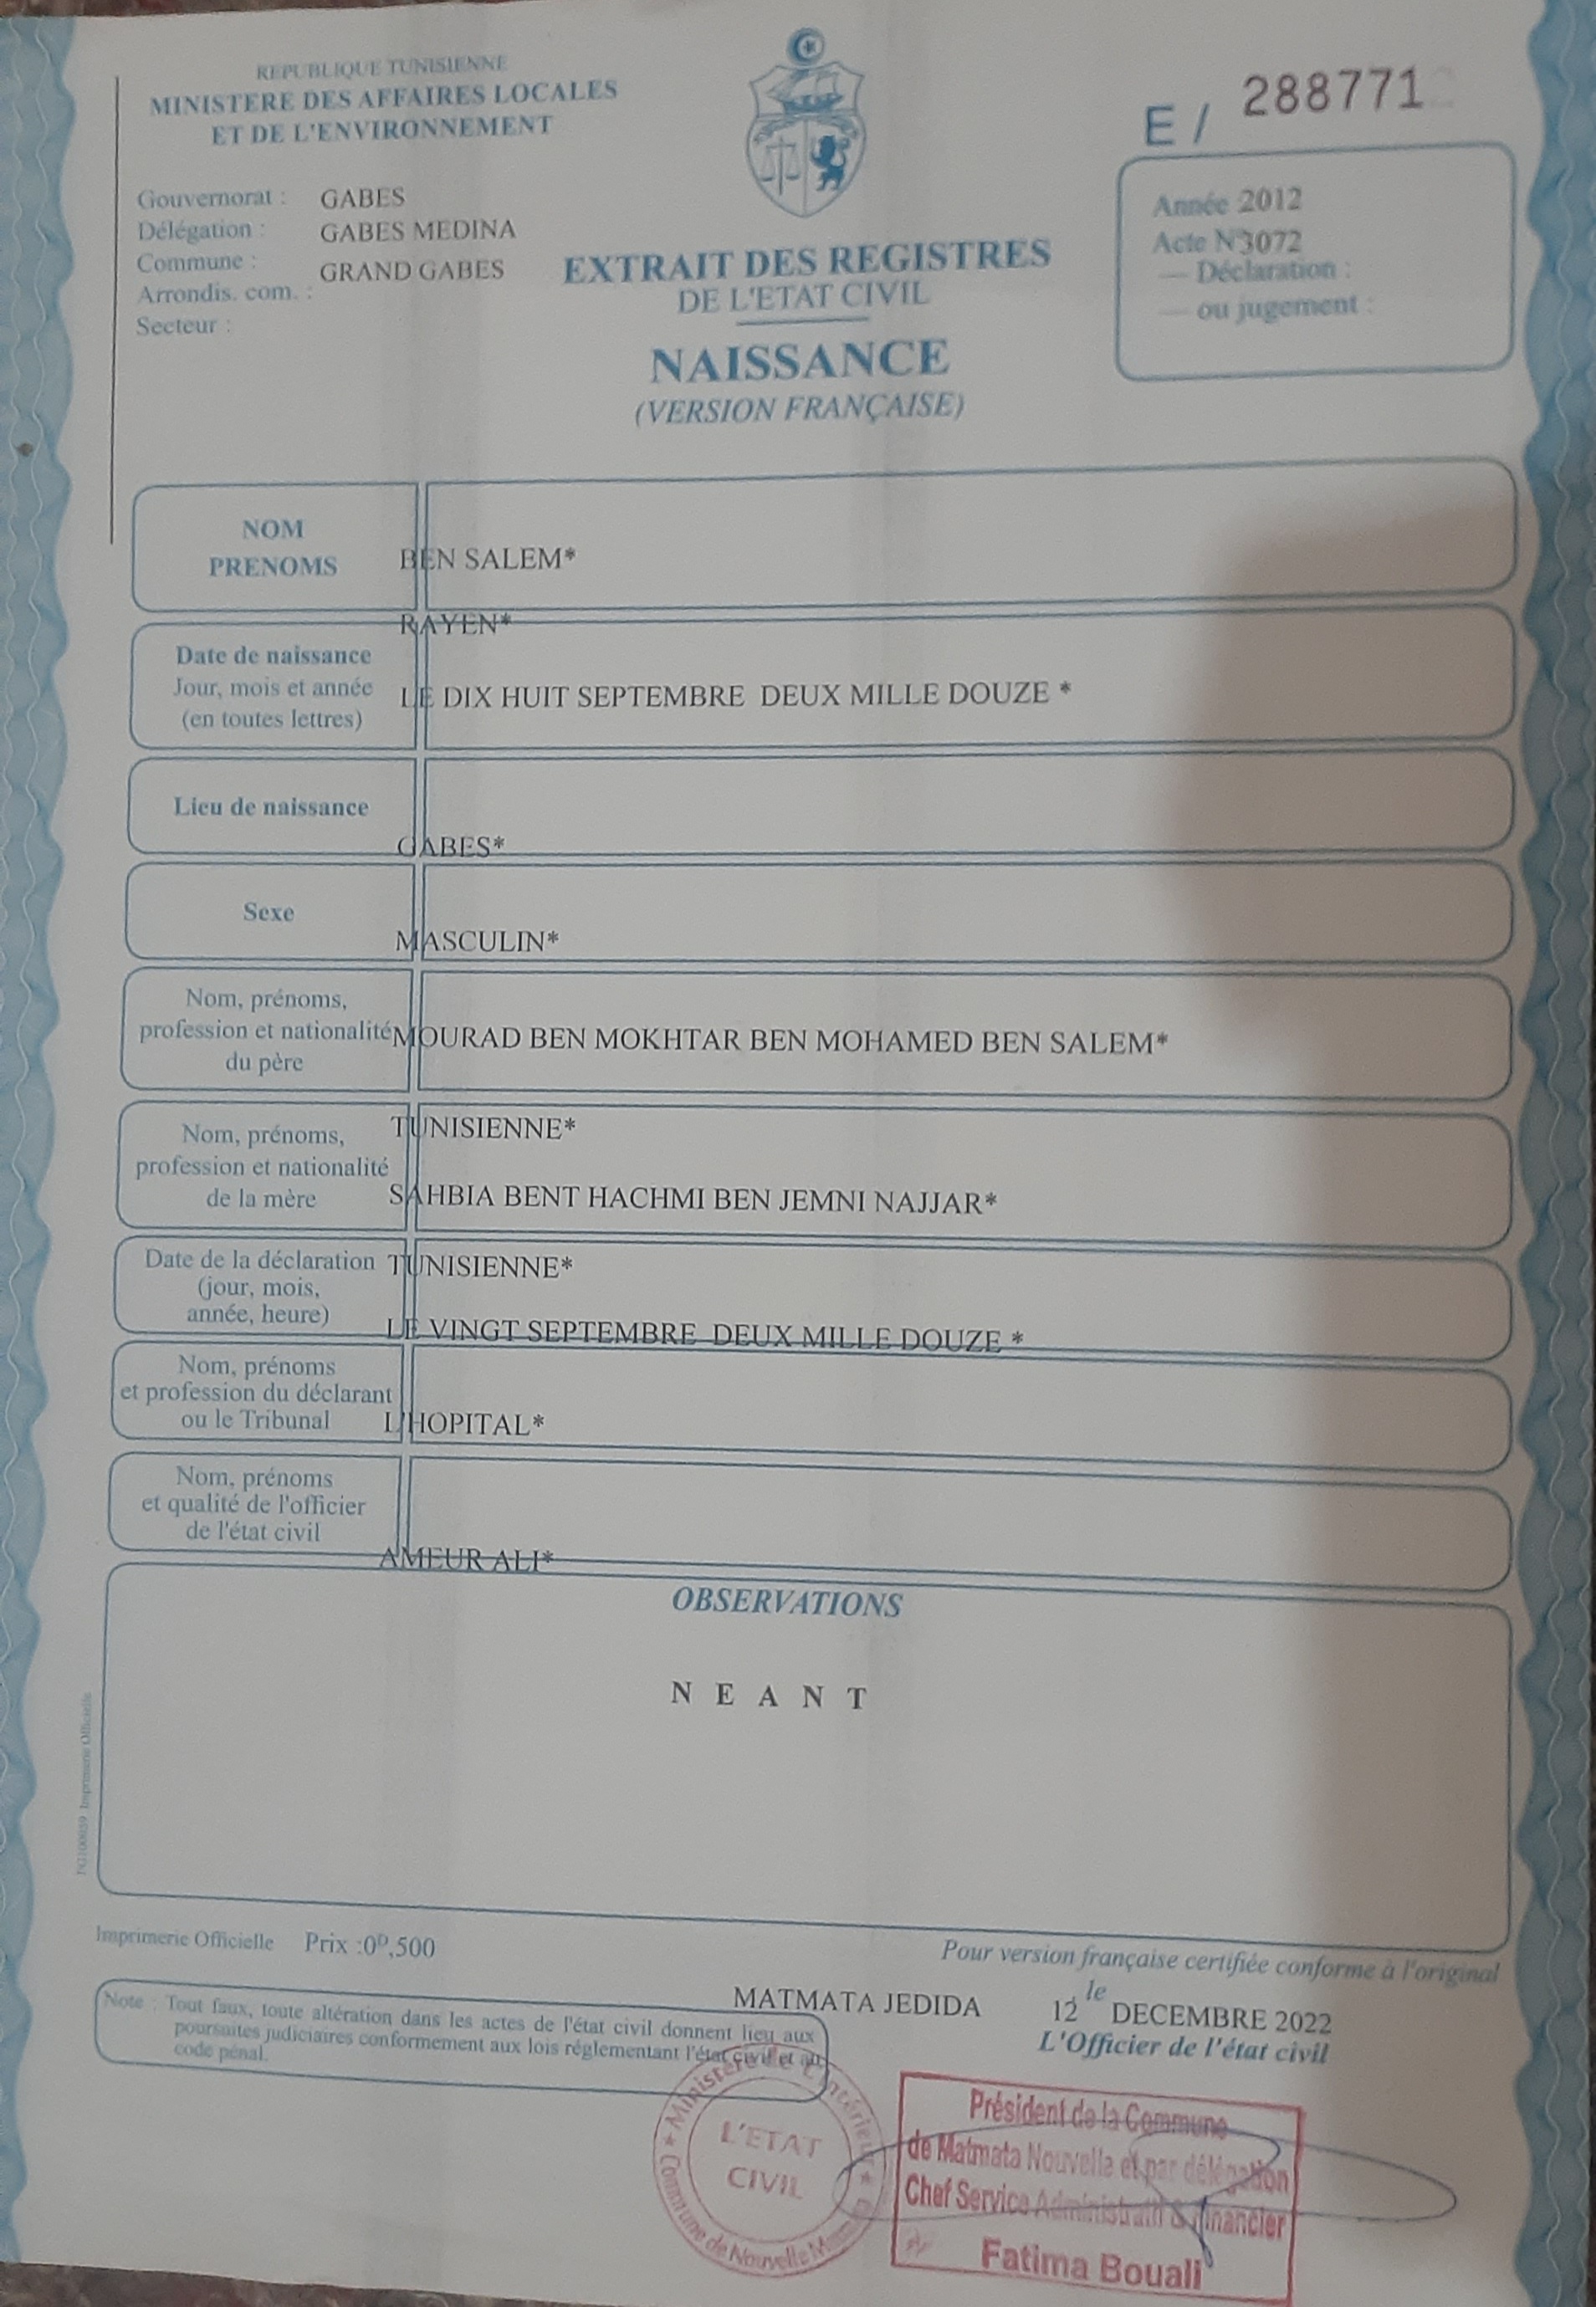 REPUBLIQUE TUNISIENNE
MINISTERE DES AFFAIRES LOCALES
ET DE L'ENVIRONNEMENT
E / 288771
Gouvernorat : GABES
Délégation : GABES MEDINA
Commune : GRAND GABES
Arrondis. com. :
Secteur :
EXTRAIT DES REGISTRES
DE L'ETAT CIVIL
NAISSANCE
(VERSION FRANÇAISE)
Année 2012
Acte N°3072
— Déclaration :
— ou jugement :
NOM
PRENOMS
BEN SALEM*
RAYEN*
Date de naissance
Jour, mois et année
(en toutes lettres)
LE DIX HUIT SEPTEMBRE DEUX MILLE DOUZE *
Lieu de naissance
GABES*
Sexe
MASCULIN*
Nom, prénoms,
profession et nationalité
du père
MOURAD BEN MOKHTAR BEN MOHAMED BEN SALEM*
TUNISIENNE*
Nom, prénoms,
profession et nationalité
de la mère
SAHBIA BENT HACHMI BEN JEMNI NAJJAR*
TUNISIENNE*
Date de la déclaration
(jour, mois,
année, heure)
LE VINGT SEPTEMBRE DEUX MILLE DOUZE *
Nom, prénoms
et profession du déclarant
ou le Tribunal
L'HOPITAL*
Nom, prénoms
et qualité de l'officier
de l'état civil
AMEUR ALI*
OBSERVATIONS
N E A N T
Imprimerie Officielle
Imprimerie Officielle Prix :0ᴰ,500
Pour version française certifiée conforme à l'original
MATMATA JEDIDA , le 12 DECEMBRE 2022
L'Officier de l'état civil
Note : Tout faux, toute altération dans les actes de l'état civil donnent lieu aux
poursuites judiciaires conformement aux lois réglementant l'état civil et au
code pénal.
★ Ministère de L'Intérieur ★
L'ETAT
CIVIL
Commune de Nouvelle
Président de la Commune
de Matmata Nouvelle et par délégation
Chef Service Administratif & Financier
Fatima Bouali